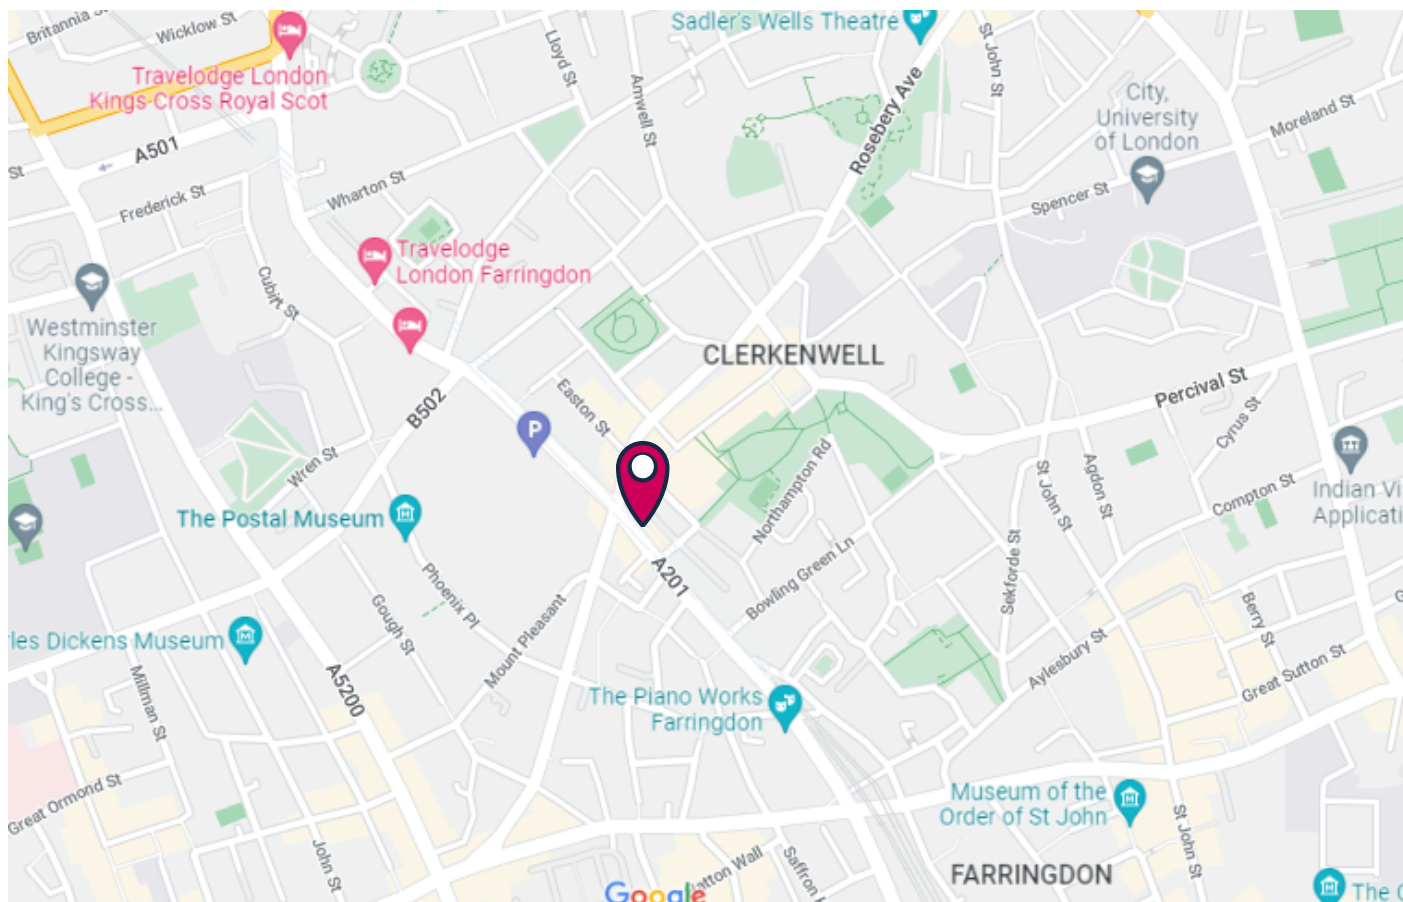 Britannia S
Wicklow St
Sadler's Wells Theatre
Lloyd St
St John St
Travelodge London
Kings-Cross Royal Scot
Amwell St
Rosebery Ave
City,
University
of London
Moreland St
A501
St
Frederick St
Wharton St
Spencer St
Travelodge
London Farringdon
Cubitt St
Westminster
Kingsway
College -
King's Cross...
CLERKENWELL
Percival St
B502
Easton St
P
Cyrus St
Wren St
Northampton Rd
St John St
Agdon St
Compton St
Indian Vi
Applicati
The Postal Museum
A201
Bowling Green Ln
Sekforde St
Phoenix Pl
Gough St
Mount Pleasant
Berry St
G
les Dickens Museum
Aylesbury St
Great Sutton St
Millman St
A5200
The Piano Works
Farringdon
Museum of the
Order of St John
Great Ormond St
John St
St John St
atton Wall
Saffron
FARRINGDON
Google
The